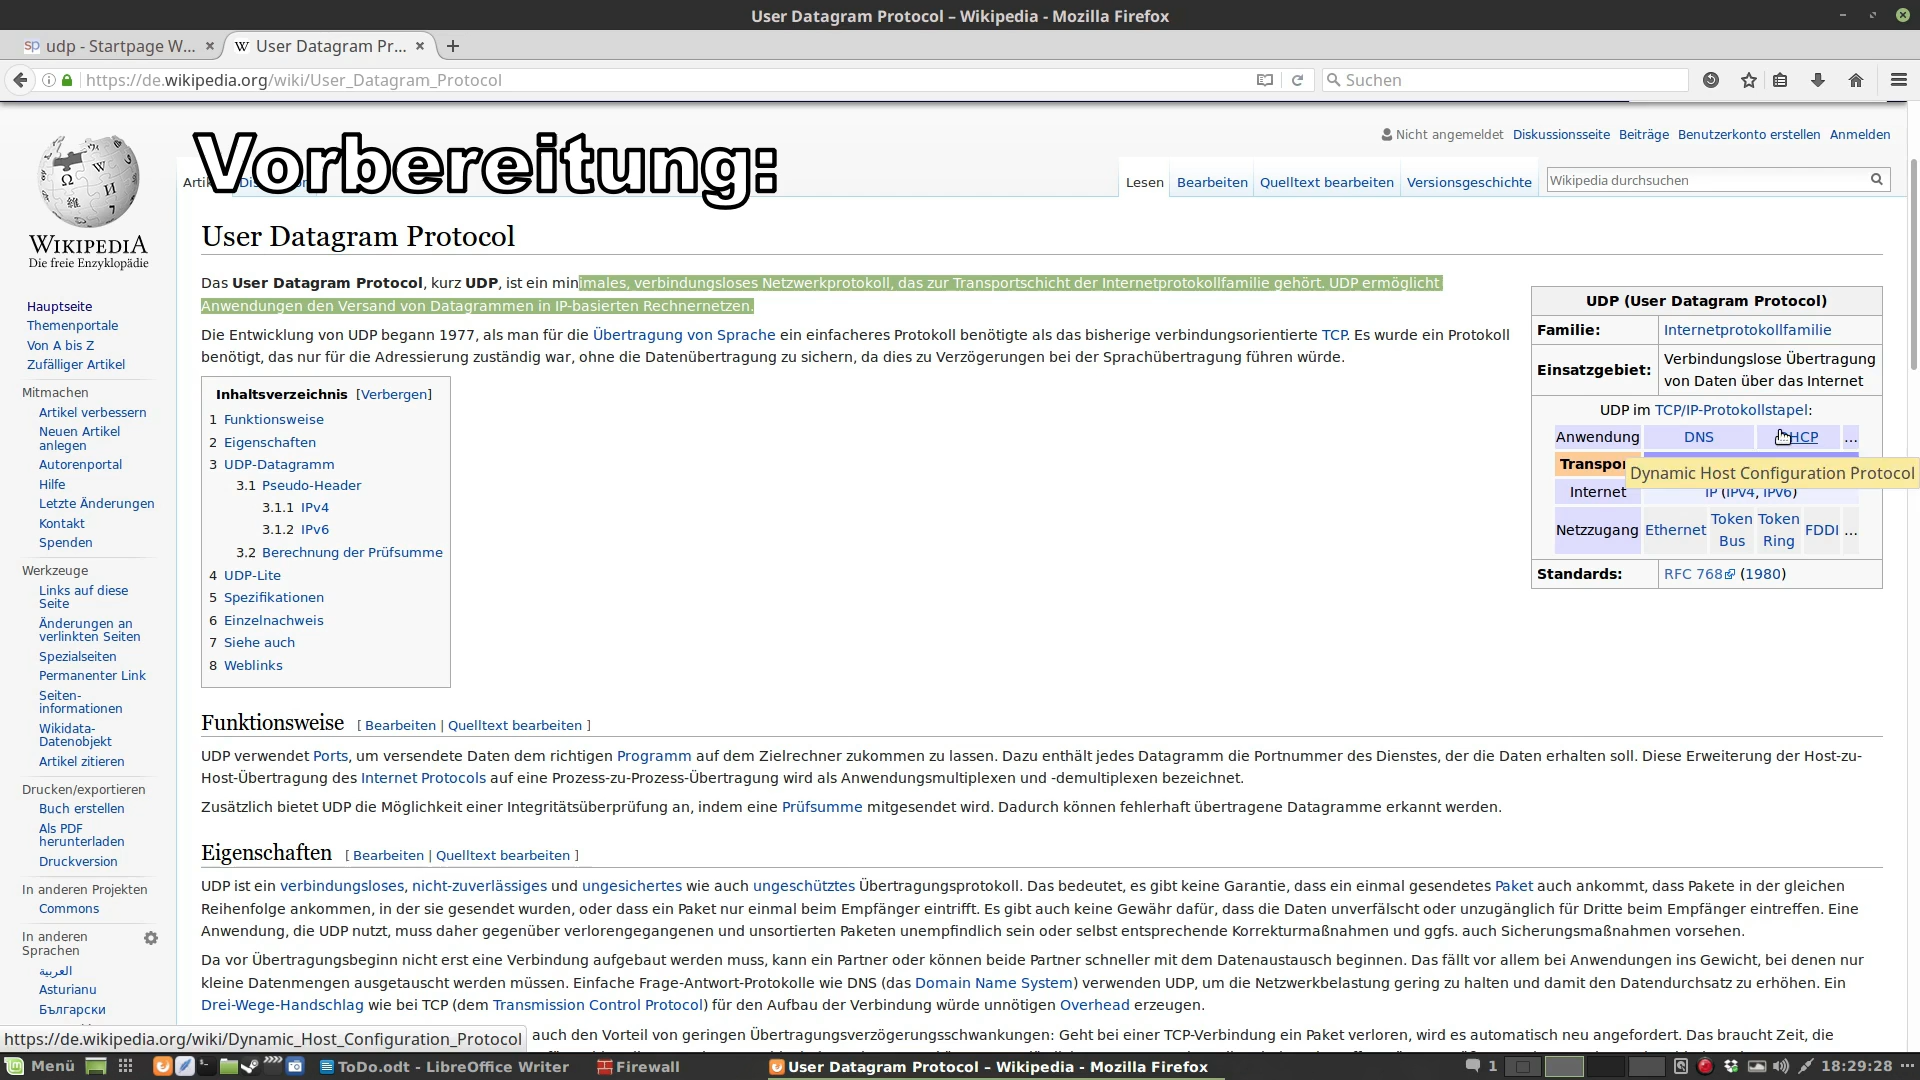 User Datagram Protocol – Wikipedia - Mozilla Firefox
udp - Startpage W...
User Datagram Pr...
https://de.wikipedia.org/wiki/User_Datagram_Protocol
Suchen
Vorbereitung:
Nicht angemeldet Diskussionsseite Beiträge Benutzerkonto erstellen Anmelden
Lesen Bearbeiten Quelltext bearbeiten Versionsgeschichte
Wikipedia durchsuchen
WIKIPEDIA
Die freie Enzyklopädie
Hauptseite
Themenportale
Von A bis Z
Zufälliger Artikel
Mitmachen
Artikel verbessern
Neuen Artikel
anlegen
Autorenportal
Hilfe
Letzte Änderungen
Kontakt
Spenden
Werkzeuge
Links auf diese
Seite
Änderungen an
verlinkten Seiten
Spezialseiten
Permanenter Link
Seiten-
informationen
Wikidata-
Datenobjekt
Artikel zitieren
Drucken/exportieren
Buch erstellen
Als PDF
herunterladen
Druckversion
In anderen Projekten
Commons
In anderen
Sprachen
العربية
Asturianu
Български
User Datagram Protocol
Das User Datagram Protocol, kurz UDP, ist ein minimales, verbindungsloses Netzwerkprotokoll, das zur Transportschicht der Internetprotokollfamilie gehört. UDP ermöglicht
Anwendungen den Versand von Datagrammen in IP-basierten Rechnernetzen.
Die Entwicklung von UDP begann 1977, als man für die Übertragung von Sprache ein einfacheres Protokoll benötigte als das bisherige verbindungsorientierte TCP. Es wurde ein Protokoll
benötigt, das nur für die Adressierung zuständig war, ohne die Datenübertragung zu sichern, da dies zu Verzögerungen bei der Sprachübertragung führen würde.
Inhaltsverzeichnis [Verbergen]
1 Funktionsweise
2 Eigenschaften
3 UDP-Datagramm
3.1 Pseudo-Header
3.1.1 IPv4
3.1.2 IPv6
3.2 Berechnung der Prüfsumme
4 UDP-Lite
5 Spezifikationen
6 Einzelnachweis
7 Siehe auch
8 Weblinks
UDP (User Datagram Protocol)
Familie: Internetprotokollfamilie
Einsatzgebiet: Verbindungslose Übertragung
von Daten über das Internet
UDP im TCP/IP-Protokollstapel:
Anwendung DNS HCP ...
Transpor
Dynamic Host Configuration Protocol
Internet IP (IPv4, IPv6)
Netzzugang Ethernet Token Bus Token Ring FDDI ...
Standards: RFC 768 (1980)
Funktionsweise [ Bearbeiten | Quelltext bearbeiten ]
UDP verwendet Ports, um versendete Daten dem richtigen Programm auf dem Zielrechner zukommen zu lassen. Dazu enthält jedes Datagramm die Portnummer des Dienstes, der die Daten erhalten soll. Diese Erweiterung der Host-zu-
Host-Übertragung des Internet Protocols auf eine Prozess-zu-Prozess-Übertragung wird als Anwendungsmultiplexen und -demultiplexen bezeichnet.
Zusätzlich bietet UDP die Möglichkeit einer Integritätsüberprüfung an, indem eine Prüfsumme mitgesendet wird. Dadurch können fehlerhaft übertragene Datagramme erkannt werden.
Eigenschaften [ Bearbeiten | Quelltext bearbeiten ]
UDP ist ein verbindungsloses, nicht-zuverlässiges und ungesichertes wie auch ungeschütztes Übertragungsprotokoll. Das bedeutet, es gibt keine Garantie, dass ein einmal gesendetes Paket auch ankommt, dass Pakete in der gleichen
Reihenfolge ankommen, in der sie gesendet wurden, oder dass ein Paket nur einmal beim Empfänger eintrifft. Es gibt auch keine Gewähr dafür, dass die Daten unverfälscht oder unzugänglich für Dritte beim Empfänger eintreffen. Eine
Anwendung, die UDP nutzt, muss daher gegenüber verlorengegangenen und unsortierten Paketen unempfindlich sein oder selbst entsprechende Korrekturmaßnahmen und ggfs. auch Sicherungsmaßnahmen vorsehen.
Da vor Übertragungsbeginn nicht erst eine Verbindung aufgebaut werden muss, kann ein Partner oder können beide Partner schneller mit dem Datenaustausch beginnen. Das fällt vor allem bei Anwendungen ins Gewicht, bei denen nur
kleine Datenmengen ausgetauscht werden müssen. Einfache Frage-Antwort-Protokolle wie DNS (das Domain Name System) verwenden UDP, um die Netzwerkbelastung gering zu halten und damit den Datendurchsatz zu erhöhen. Ein
Drei-Wege-Handschlag wie bei TCP (dem Transmission Control Protocol) für den Aufbau der Verbindung würde unnötigen Overhead erzeugen.
auch den Vorteil von geringen Übertragungsverzögerungsschwankungen: Geht bei einer TCP-Verbindung ein Paket verloren, wird es automatisch neu angefordert. Das braucht Zeit, die
https://de.wikipedia.org/wiki/Dynamic_Host_Configuration_Protocol
Menü
ToDo.odt - LibreOffice Writer
Firewall
User Datagram Protocol – Wikipedia - Mozilla Firefox
1
18:29:28